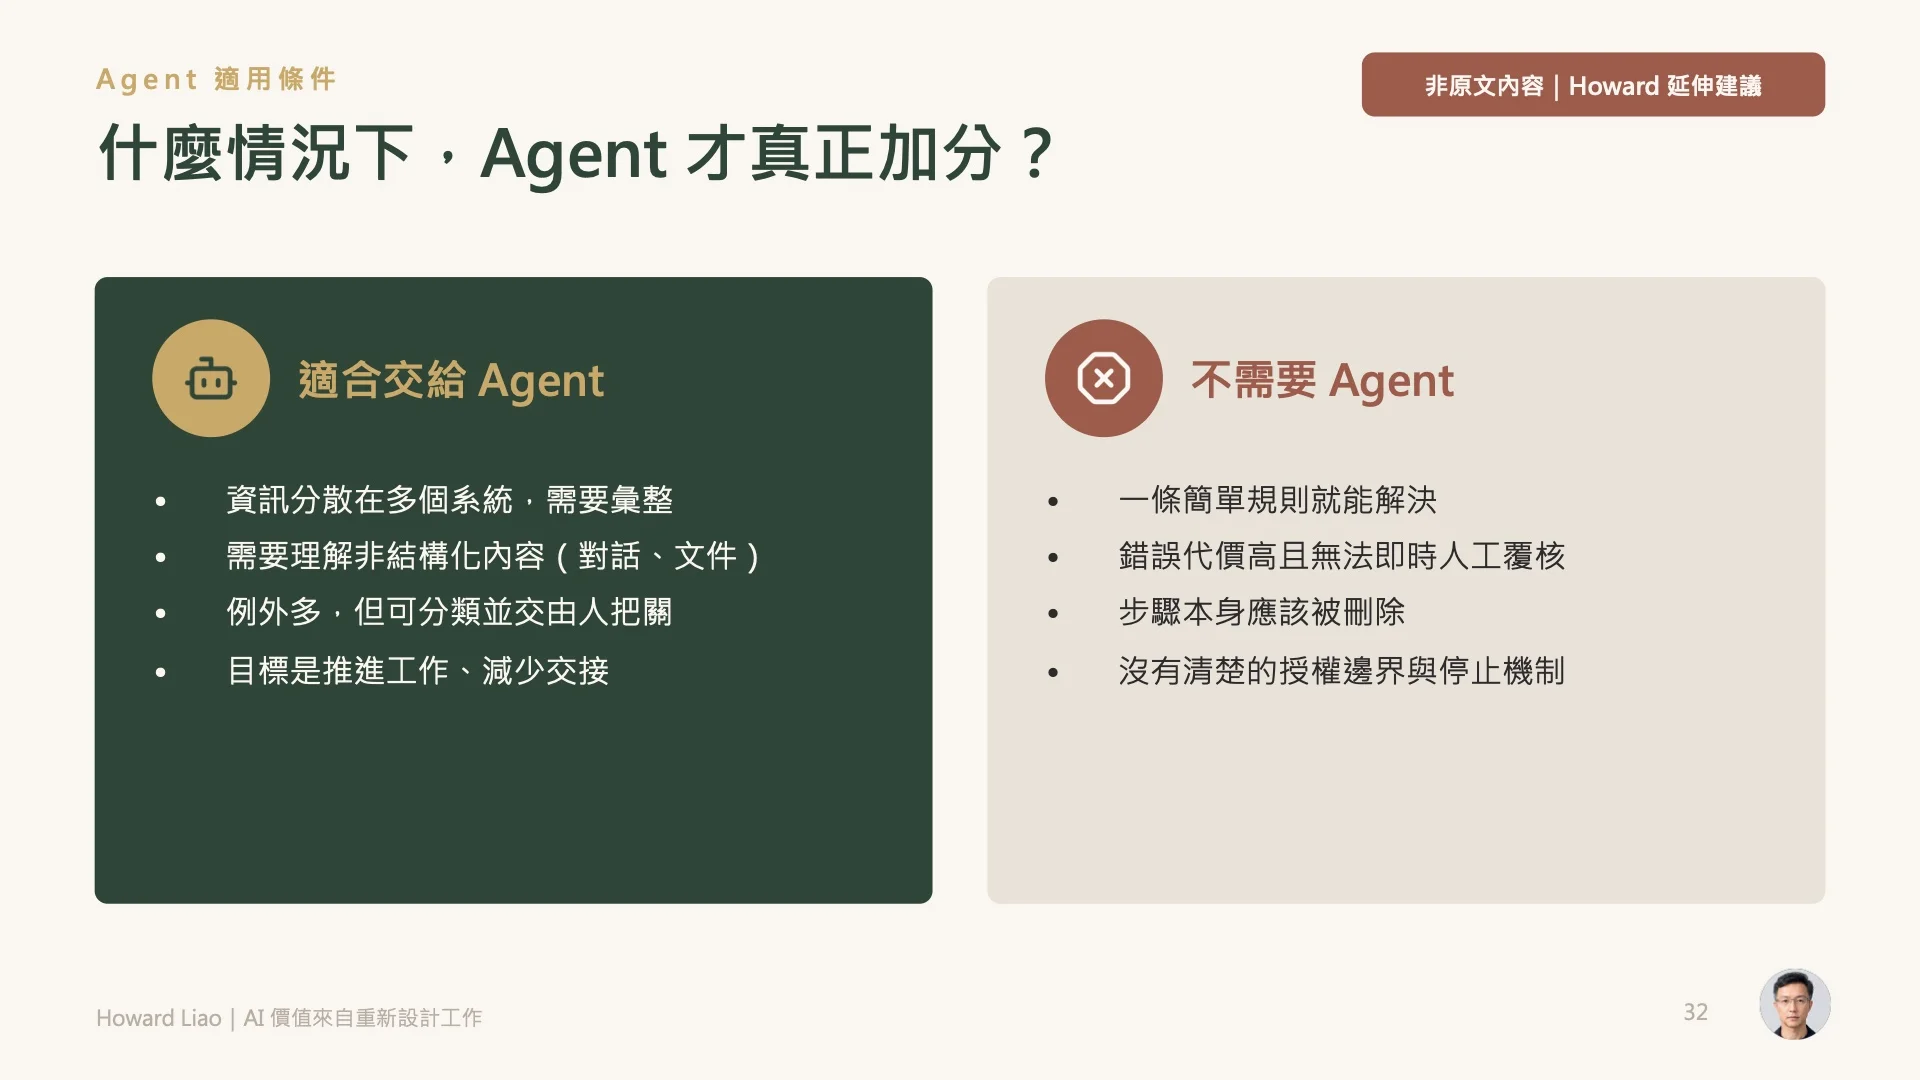 Agent 適用條件
非原文內容｜Howard 延伸建議
什麼情況下，Agent 才真正加分？
適合交給 Agent
• 資訊分散在多個系統，需要彙整
• 需要理解非結構化內容（對話、文件）
• 例外多，但可分類並交由人把關
• 目標是推進工作、減少交接
不需要 Agent
• 一條簡單規則就能解決
• 錯誤代價高且無法即時人工覆核
• 步驟本身應該被刪除
• 沒有清楚的授權邊界與停止機制
Howard Liao｜AI 價值來自重新設計工作
32